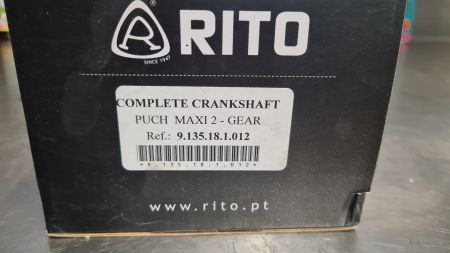 R
SINCE 1947
RITO
COMPLETE CRANKSHAFT
PUCH MAXI 2 - GEAR
Ref.: 9.135.18.1.012
*9.135.18.1.012*
www.rito.pt